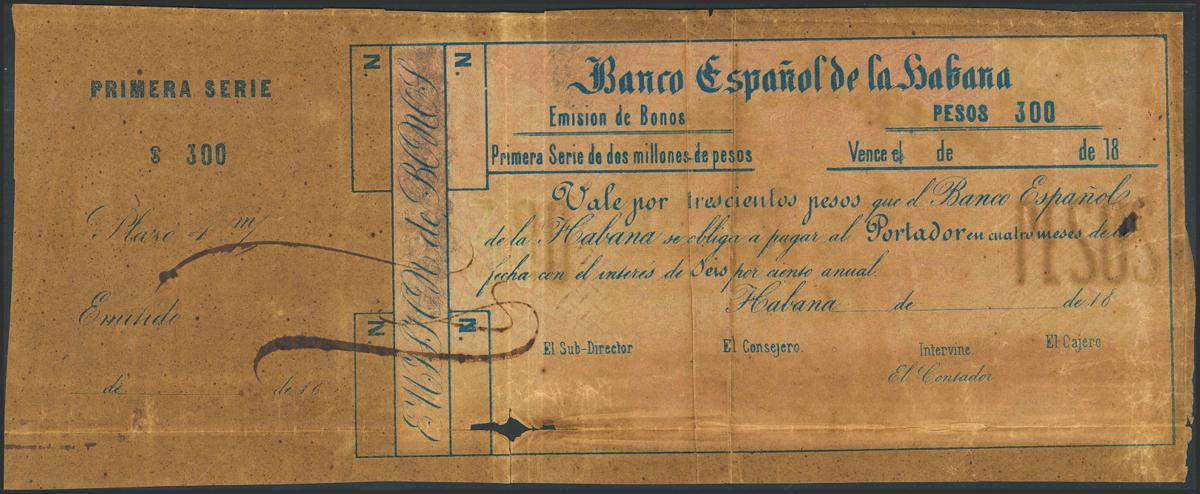 PRIMERA SERIE
$ 300
Plazo 4 m/
Emitido
de de 18
N.
N.
EMISION de BONOS
N.
N.
Banco Español de la Habana
Emision de Bonos
PESOS 300
Primera Serie de dos millones de pesos
Vence el de de 18
Vale por trescientos pesos que el Banco Español
de la Habana se obliga a pagar al Portador en cuatro meses de la
fecha con el interés de Seis por ciento anual.
Habana de de 18
El Sub-Director
El Consejero.
Intervine.
El Contador
El Cajero.